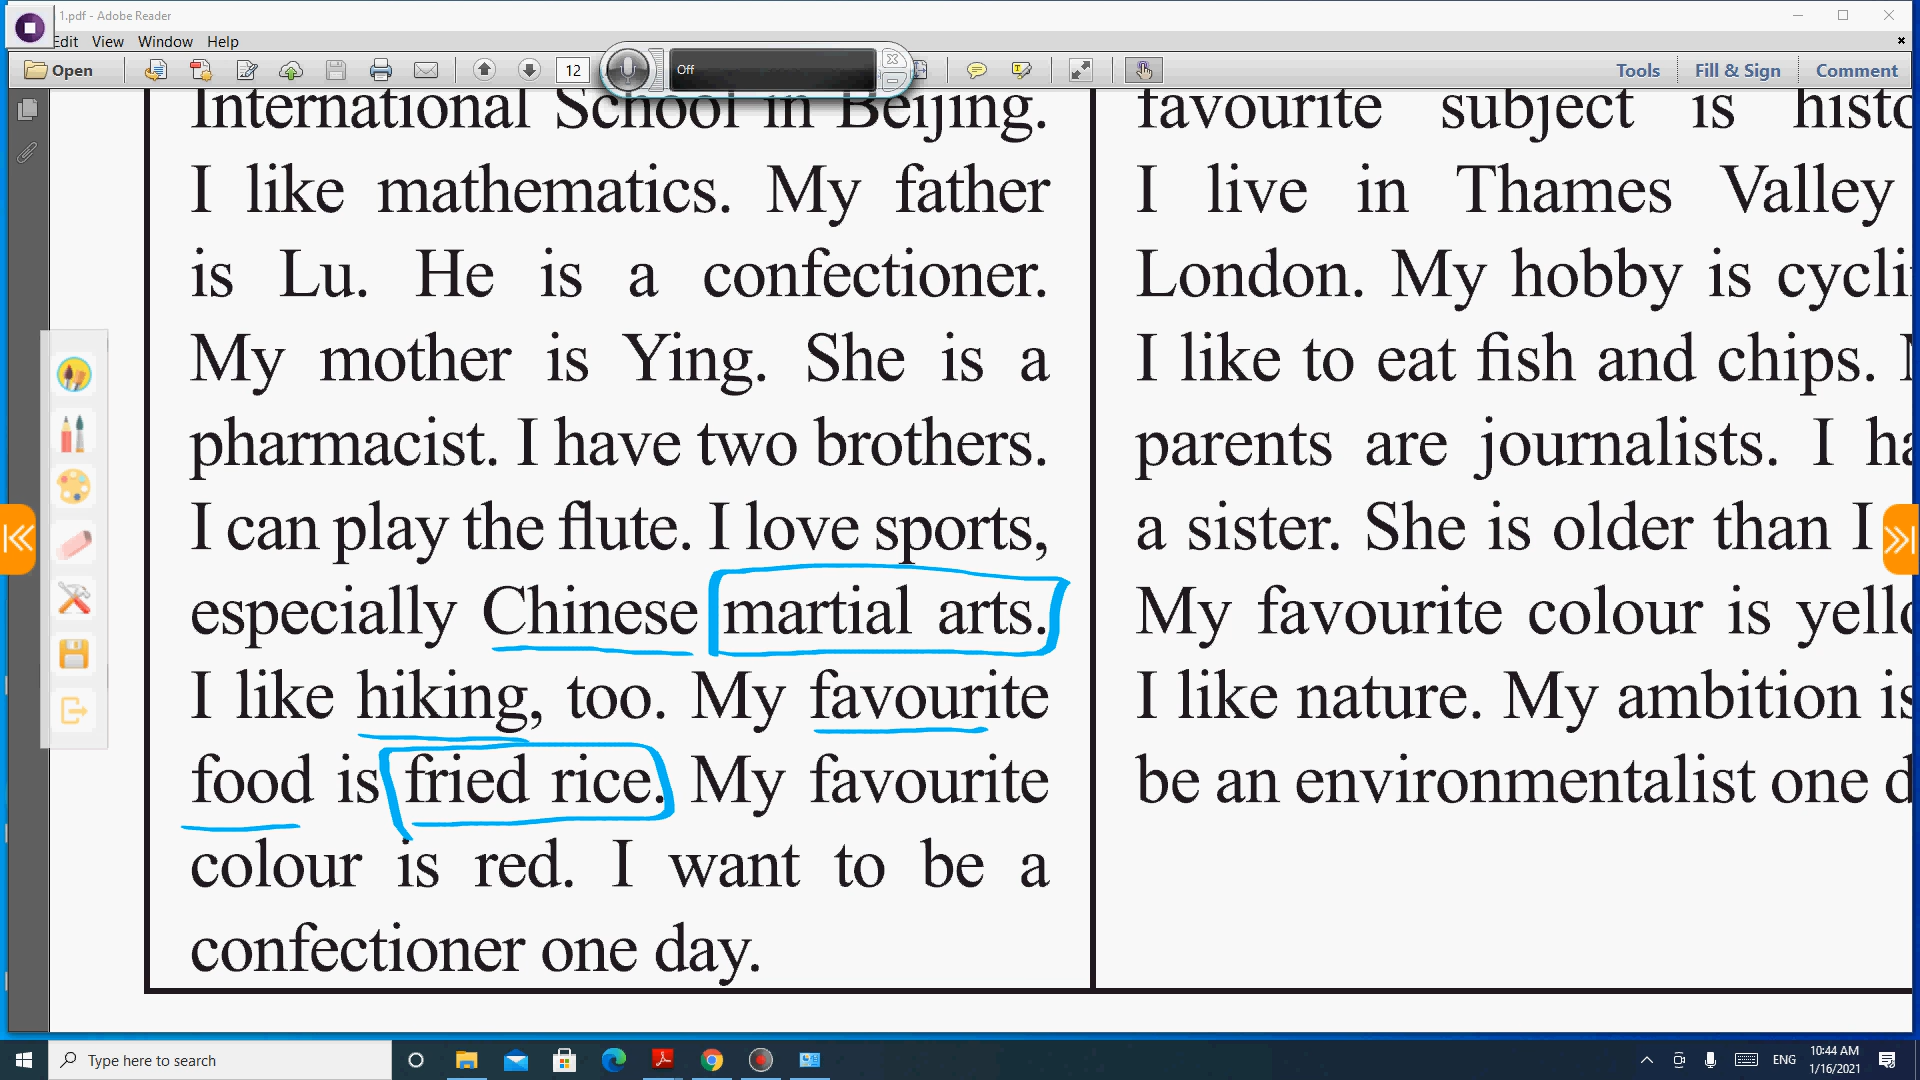 1.pdf - Adobe Reader
Edit View Window Help
Open
12
Off
Tools Fill & Sign Comment
International School in Beijing.
I like mathematics. My father
is Lu. He is a confectioner.
My mother is Ying. She is a
pharmacist. I have two brothers.
I can play the flute. I love sports,
especially Chinese martial arts.
I like hiking, too. My favourite
food is fried rice. My favourite
colour is red. I want to be a
confectioner one day.
favourite subject is
I live in Thames Valley
London. My hobby is
I like to eat fish and chips.
parents are journalists. I
a sister. She is older than I
My favourite colour is
I like nature. My ambition is
be an environmentalist one
Type here to search
ENG
10:44 AM
1/16/2021